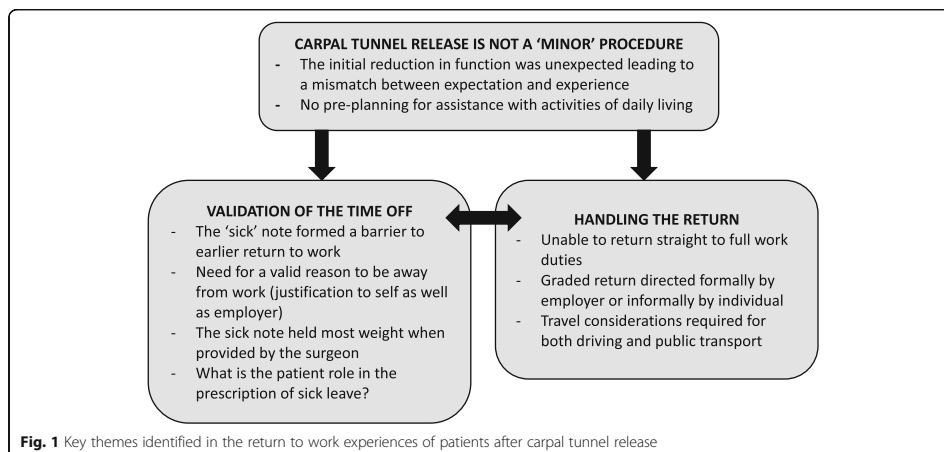 CARPAL TUNNEL RELEASE IS NOT A ‘MINOR’ PROCEDURE
- The initial reduction in function was unexpected leading to
a mismatch between expectation and experience
- No pre-planning for assistance with activities of daily living
VALIDATION OF THE TIME OFF
- The ‘sick’ note formed a barrier to
earlier return to work
- Need for a valid reason to be away
from work (justification to self as well
as employer)
- The sick note held most weight when
provided by the surgeon
- What is the patient role in the
prescription of sick leave?
HANDLING THE RETURN
- Unable to return straight to full work
duties
- Graded return directed formally by
employer or informally by individual
- Travel considerations required for
both driving and public transport
Fig. 1 Key themes identified in the return to work experiences of patients after carpal tunnel release